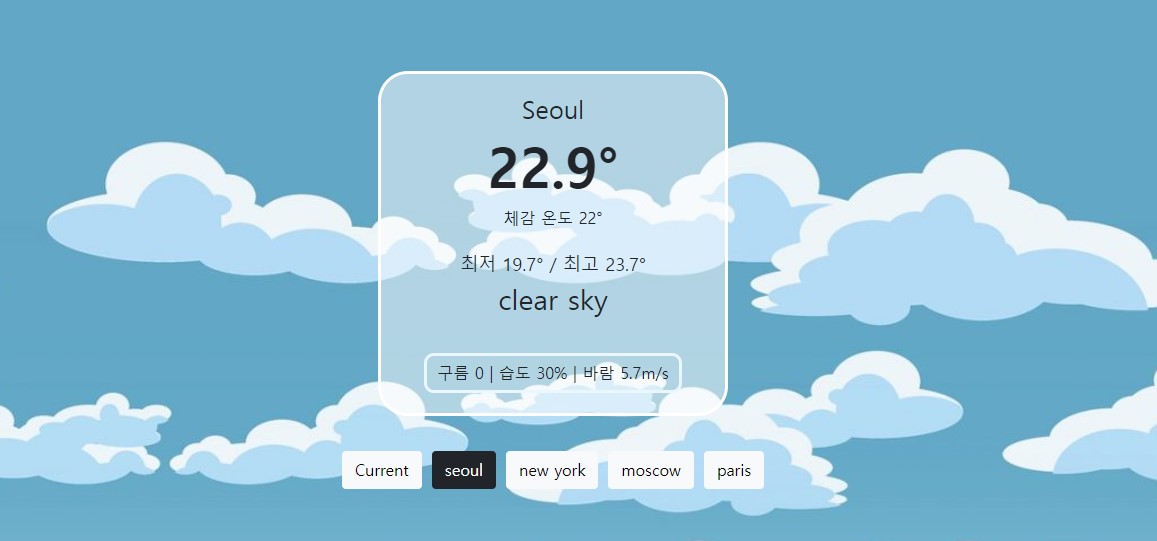 Seoul
22.9°
체감 온도 22°
최저 19.7° / 최고 23.7°
clear sky
구름 0 | 습도 30% | 바람 5.7m/s
Current seoul new york moscow paris